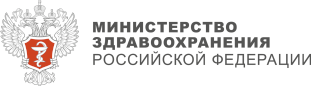 МИНИСТЕРСТВО
ЗДРАВООХРАНЕНИЯ
РОССИЙСКОЙ ФЕДЕРАЦИИ